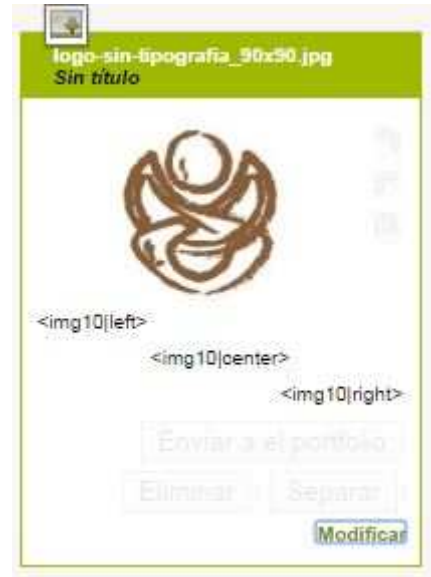 logo-sin-tipografia_90x90.jpg
Sin título
<img10|left>
<img10|center>
<img10|right>
Enviar a el portfolio
Eliminar Separar
Modificar